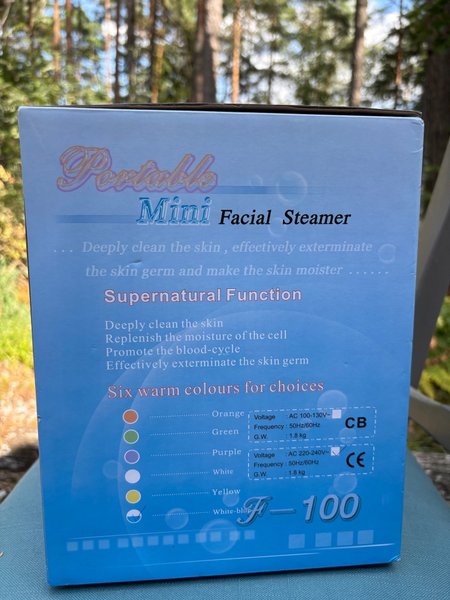 Portable
Mini Facial Steamer
... Deeply clean the skin , effectively exterminate
the skin germ and make the skin moister ......
Supernatural Function
Deeply clean the skin
Replenish the moisture of the cell
Promote the blood-cycle
Effectively exterminate the skin germ
Six warm colours for choices
Orange
Green
Purple
White
Yellow
White-blue
Voltage : AC 100-130V~
Frequency : 50Hz/60Hz
G.W. : 1.8 kg
CB
Voltage : AC 220-240V~
Frequency : 50Hz/60Hz
G.W. : 1.8 kg
CE
F-100